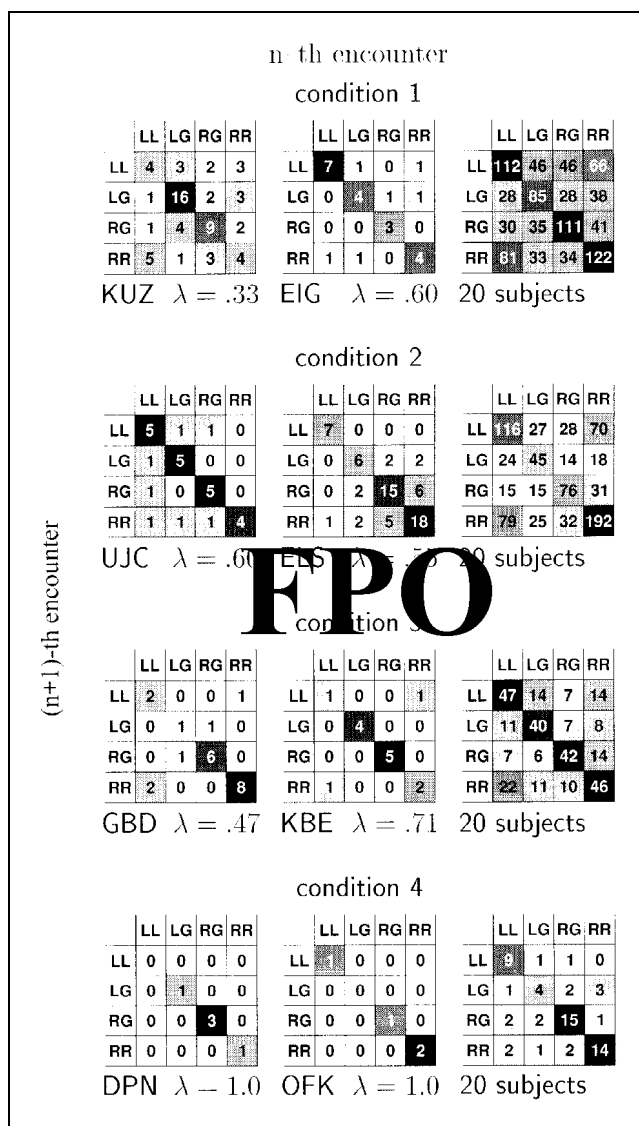 n-th encounter
condition 1
LL LG RG RR LL LG RG RR LL LG RG RR
LL 4 3 2 3 LL 7 1 0 1 LL 112 46 46 66
LG 1 16 2 3 LG 0 4 1 1 LG 28 85 28 38
RG 1 4 9 2 RG 0 0 3 0 RG 30 35 111 41
RR 5 1 3 4 RR 1 1 0 4 RR 81 33 34 122
KUZ λ = .33 EIG λ = .60 20 subjects
condition 2
LL LG RG RR LL LG RG RR LL LG RG RR
LL 5 1 1 0 LL 7 0 0 0 LL 116 27 28 70
LG 1 5 0 0 LG 0 6 2 2 LG 24 45 14 18
RG 1 0 5 0 RG 0 2 15 6 RG 15 15 76 31
RR 1 1 1 4 RR 1 2 5 18 RR 79 25 32 192
UJC λ = ELS λ = 20 subjects
FPO
condition
(n+1)-th encounter
LL LG RG RR LL LG RG RR LL LG RG RR
LL 2 0 0 1 LL 1 0 0 1 LL 47 14 7 14
LG 0 1 1 0 LG 0 4 0 0 LG 11 40 7 8
RG 0 1 6 0 RG 0 0 5 0 RG 7 6 42 14
RR 2 0 0 8 RR 1 0 0 2 RR 22 11 10 46
GBD λ = .47 KBE λ = .71 20 subjects
condition 4
LL LG RG RR LL LG RG RR LL LG RG RR
LL 0 0 0 0 LL 1 0 0 0 LL 9 1 1 0
LG 0 1 0 0 LG 0 0 0 0 LG 1 4 2 3
RG 0 0 3 0 RG 0 0 1 0 RG 2 2 15 1
RR 0 0 0 1 RR 0 0 0 2 RR 2 1 2 14
DPN λ = 1.0 OFK λ = 1.0 20 subjects